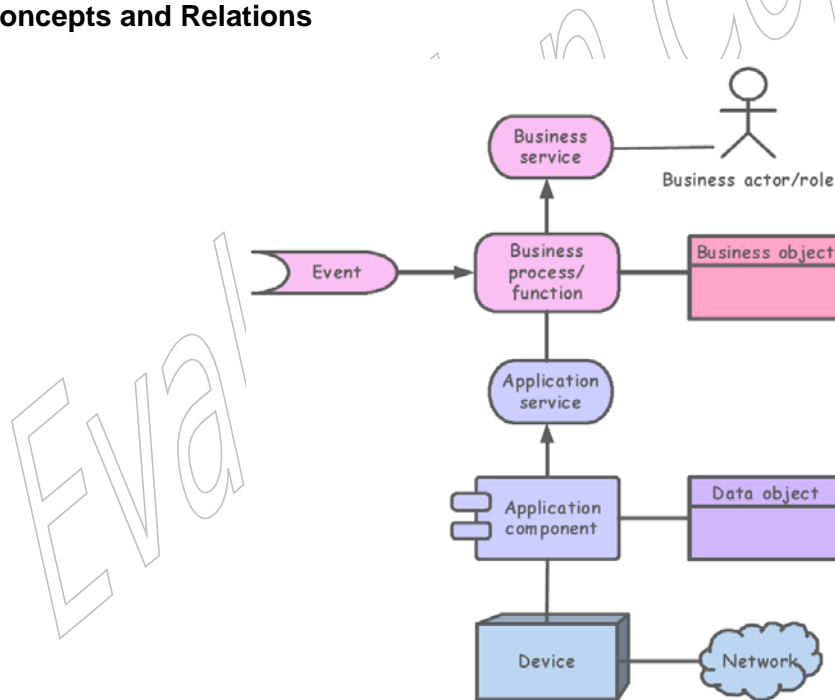 oncepts and Relations
Eval
Business
service
Business actor/role
Event
Business
process/
function
Business object
Application
service
Application
component
Data object
Device
Network